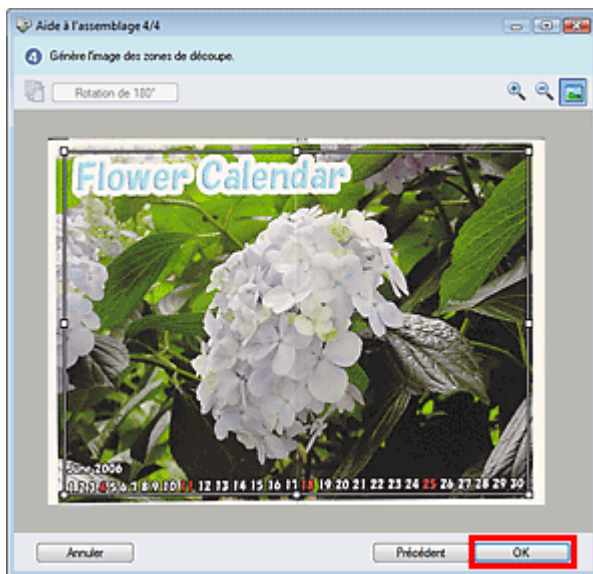 Aide à l'assemblage 4/4
4 Génère l'image des zones de découpe.
Rotation de 180°
Flower Calendar
June 2006
1 2 3 4 5 6 7 8 9 10 11 12 13 14 15 16 17 18 19 20 21 22 23 24 25 26 27 28 29 30
Annuler Précédent OK